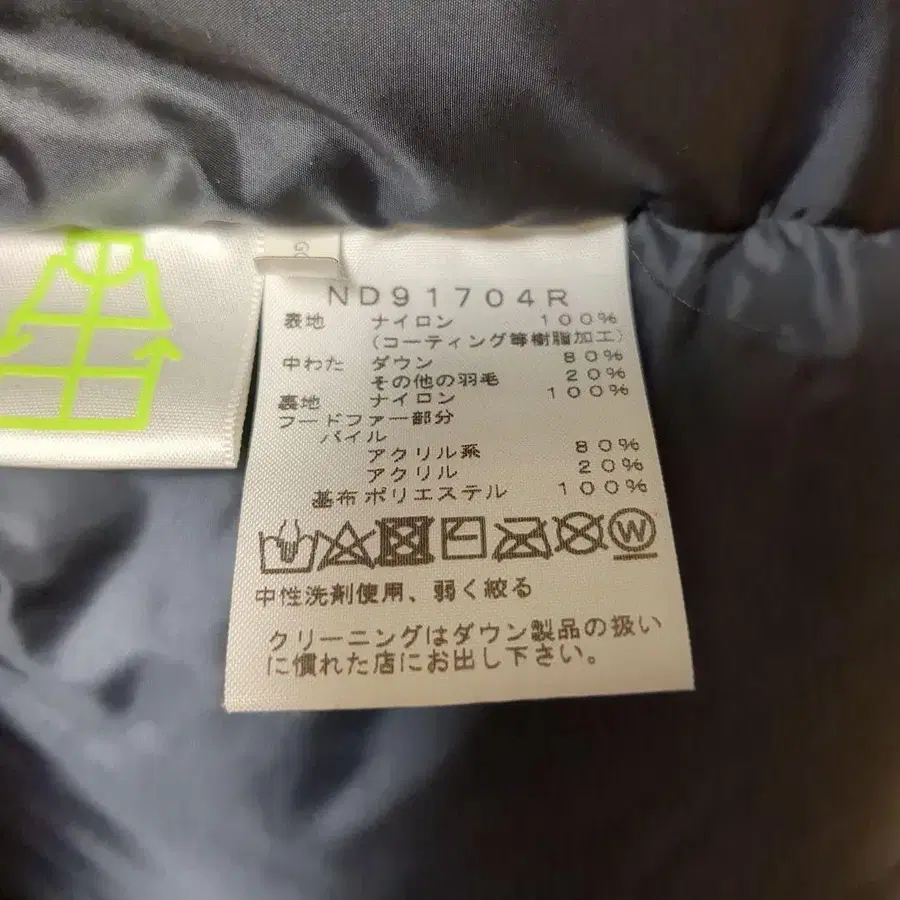 GO
ND91704R
表地 ナイロン 100%
(コーティング等樹脂加工)
中わた ダウン 80%
その他の羽毛 20%
裏地 ナイロン 100%
フードファー部分
パイル
アクリル系 80%
アクリル 20%
基布ポリエステル 100%
W
中性洗剤使用、弱く絞る
クリーニングはダウン製品の扱い
に慣れた店にお出し下さい。